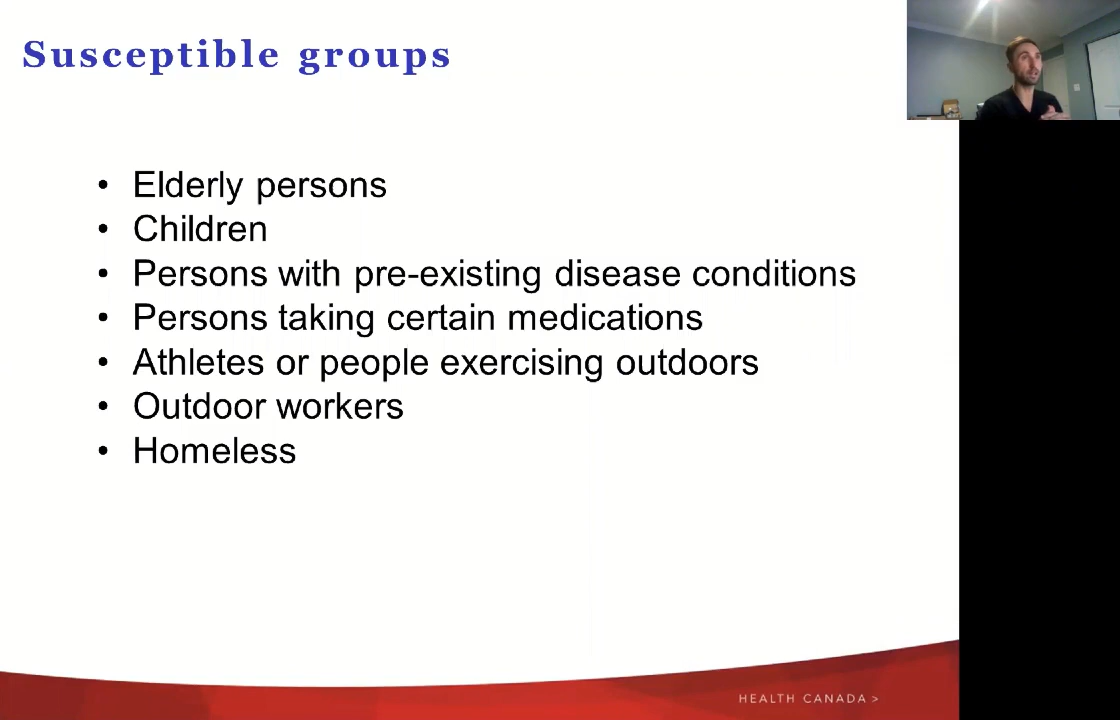 Susceptible groups
• Elderly persons
• Children
• Persons with pre-existing disease conditions
• Persons taking certain medications
• Athletes or people exercising outdoors
• Outdoor workers
• Homeless
HEALTH CANADA >